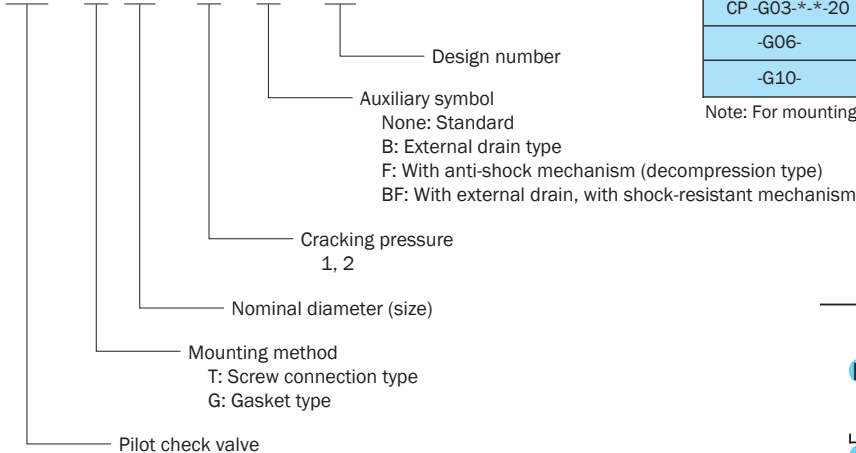 CP -G03-*-*-20
-G06-
-G10-
Note: For mounting
Design number
Auxiliary symbol
None: Standard
B: External drain type
F: With anti-shock mechanism (decompression type)
BF: With external drain, with shock-resistant mechanism
Cracking pressure
1, 2
Nominal diameter (size)
Mounting method
T: Screw connection type
G: Gasket type
Pilot check valve